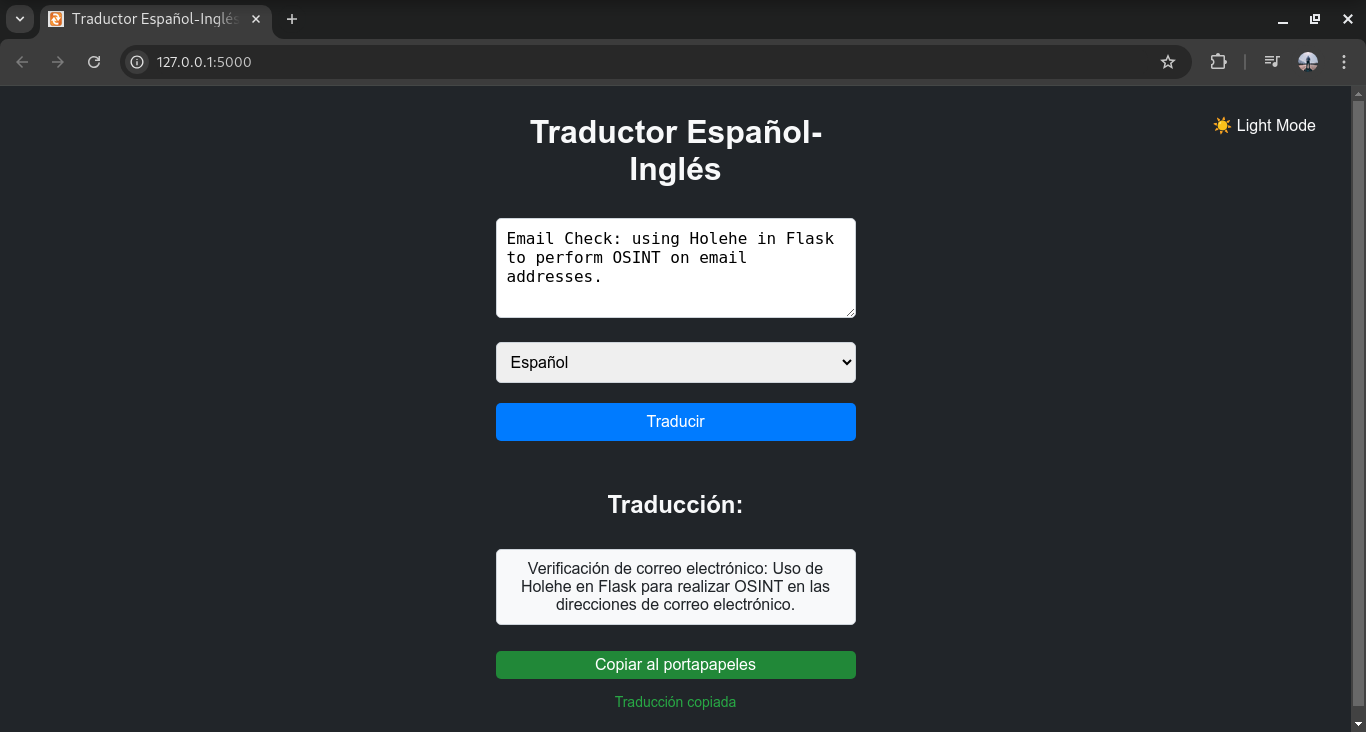 Traductor Español-Inglés
127.0.0.1:5000
Traductor Español-
Inglés
☀️ Light Mode
Email Check: using Holehe in Flask
to perform OSINT on email
addresses.
Español
Traducir
Traducción:
Verificación de correo electrónico: Uso de
Holehe en Flask para realizar OSINT en las
direcciones de correo electrónico.
Copiar al portapapeles
Traducción copiada